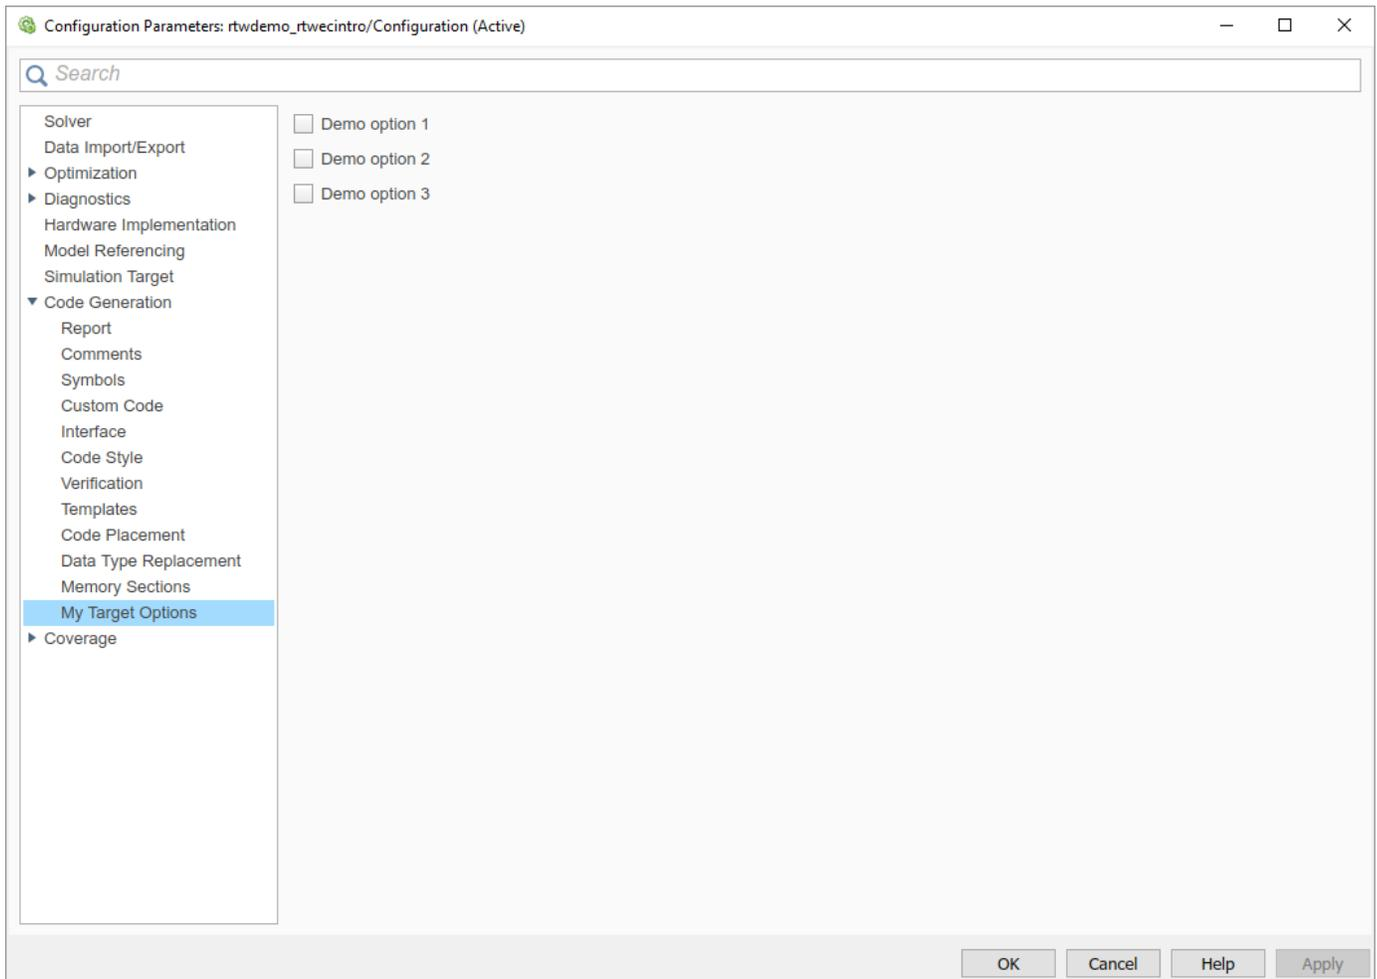 Configuration Parameters: rtwdemo_rtwecintro/Configuration (Active)
Search
Solver
Data Import/Export
Optimization
Diagnostics
Hardware Implementation
Model Referencing
Simulation Target
Code Generation
Report
Comments
Symbols
Custom Code
Interface
Code Style
Verification
Templates
Code Placement
Data Type Replacement
Memory Sections
My Target Options
Coverage
Demo option 1
Demo option 2
Demo option 3
OK Cancel Help Apply